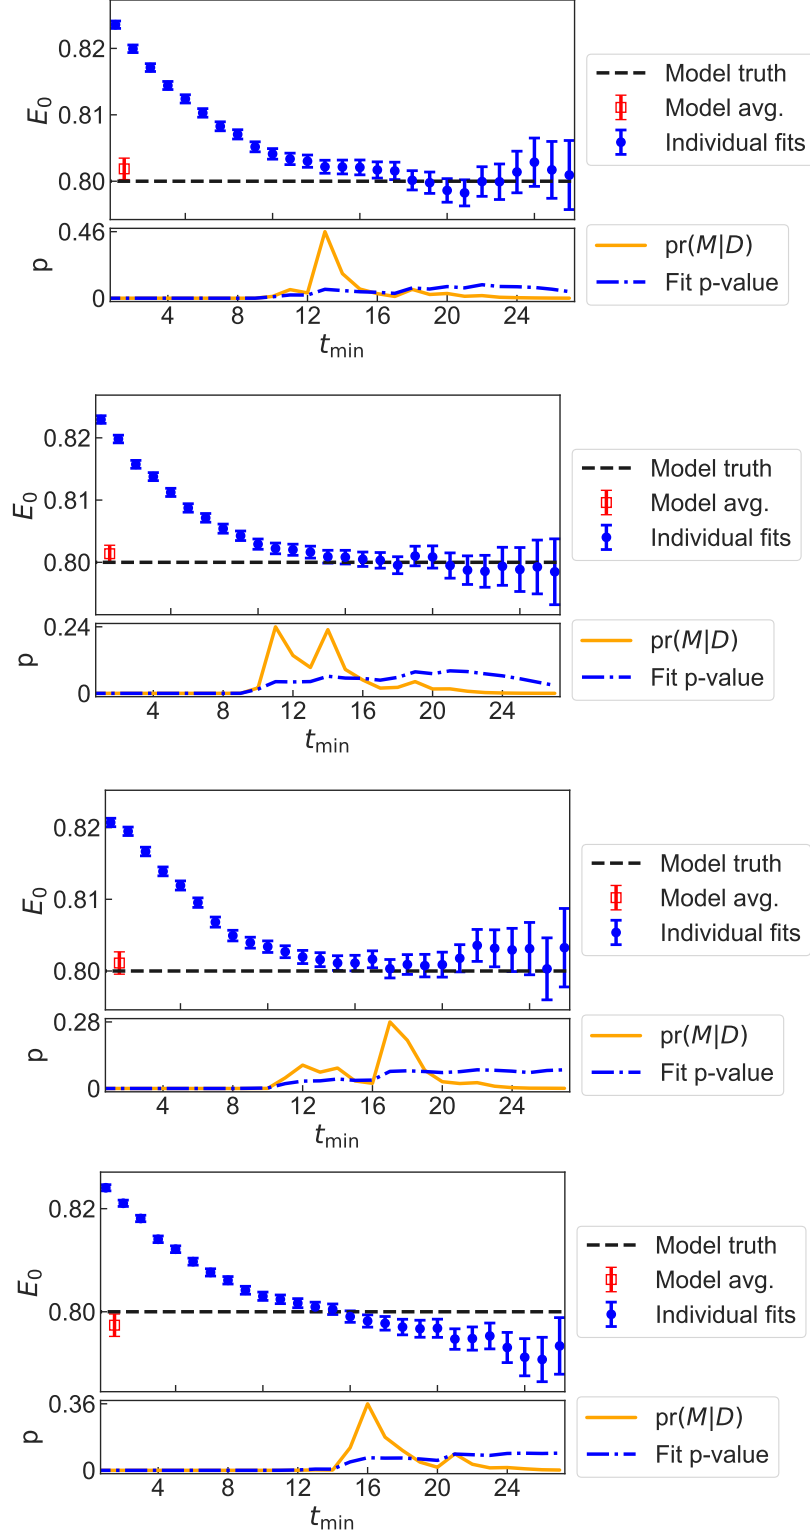 0.82
0.81
0.80
E0
Model truth
Model avg.
Individual fits
0.46
0
p
pr(M|D)
Fit p-value
4 8 12 16 20 24
tmin
0.82
0.81
0.80
E0
Model truth
Model avg.
Individual fits
0.24
0
p
pr(M|D)
Fit p-value
4 8 12 16 20 24
tmin
0.82
0.81
0.80
E0
Model truth
Model avg.
Individual fits
0.28
0
p
pr(M|D)
Fit p-value
4 8 12 16 20 24
tmin
0.82
0.80
E0
Model truth
Model avg.
Individual fits
0.36
0
p
pr(M|D)
Fit p-value
4 8 12 16 20 24
tmin